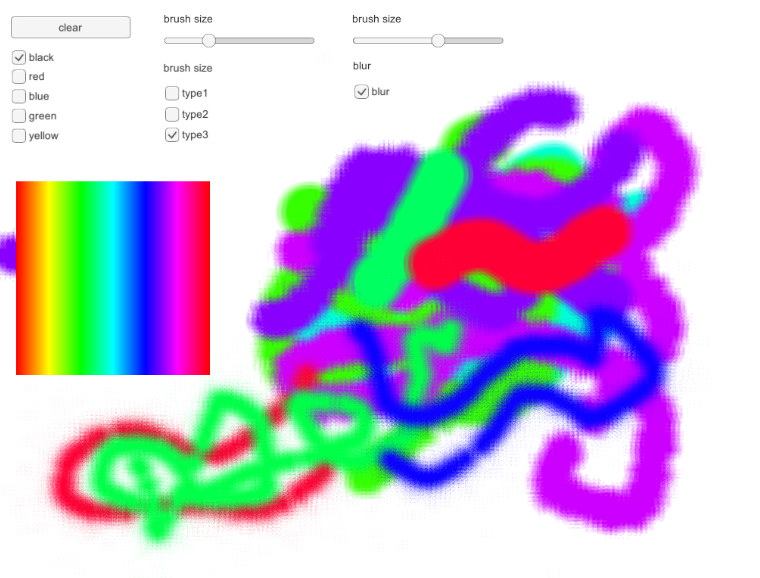 clear
black
red
blue
green
yellow
brush size
brush size
type1
type2
type3
brush size
blur
blur